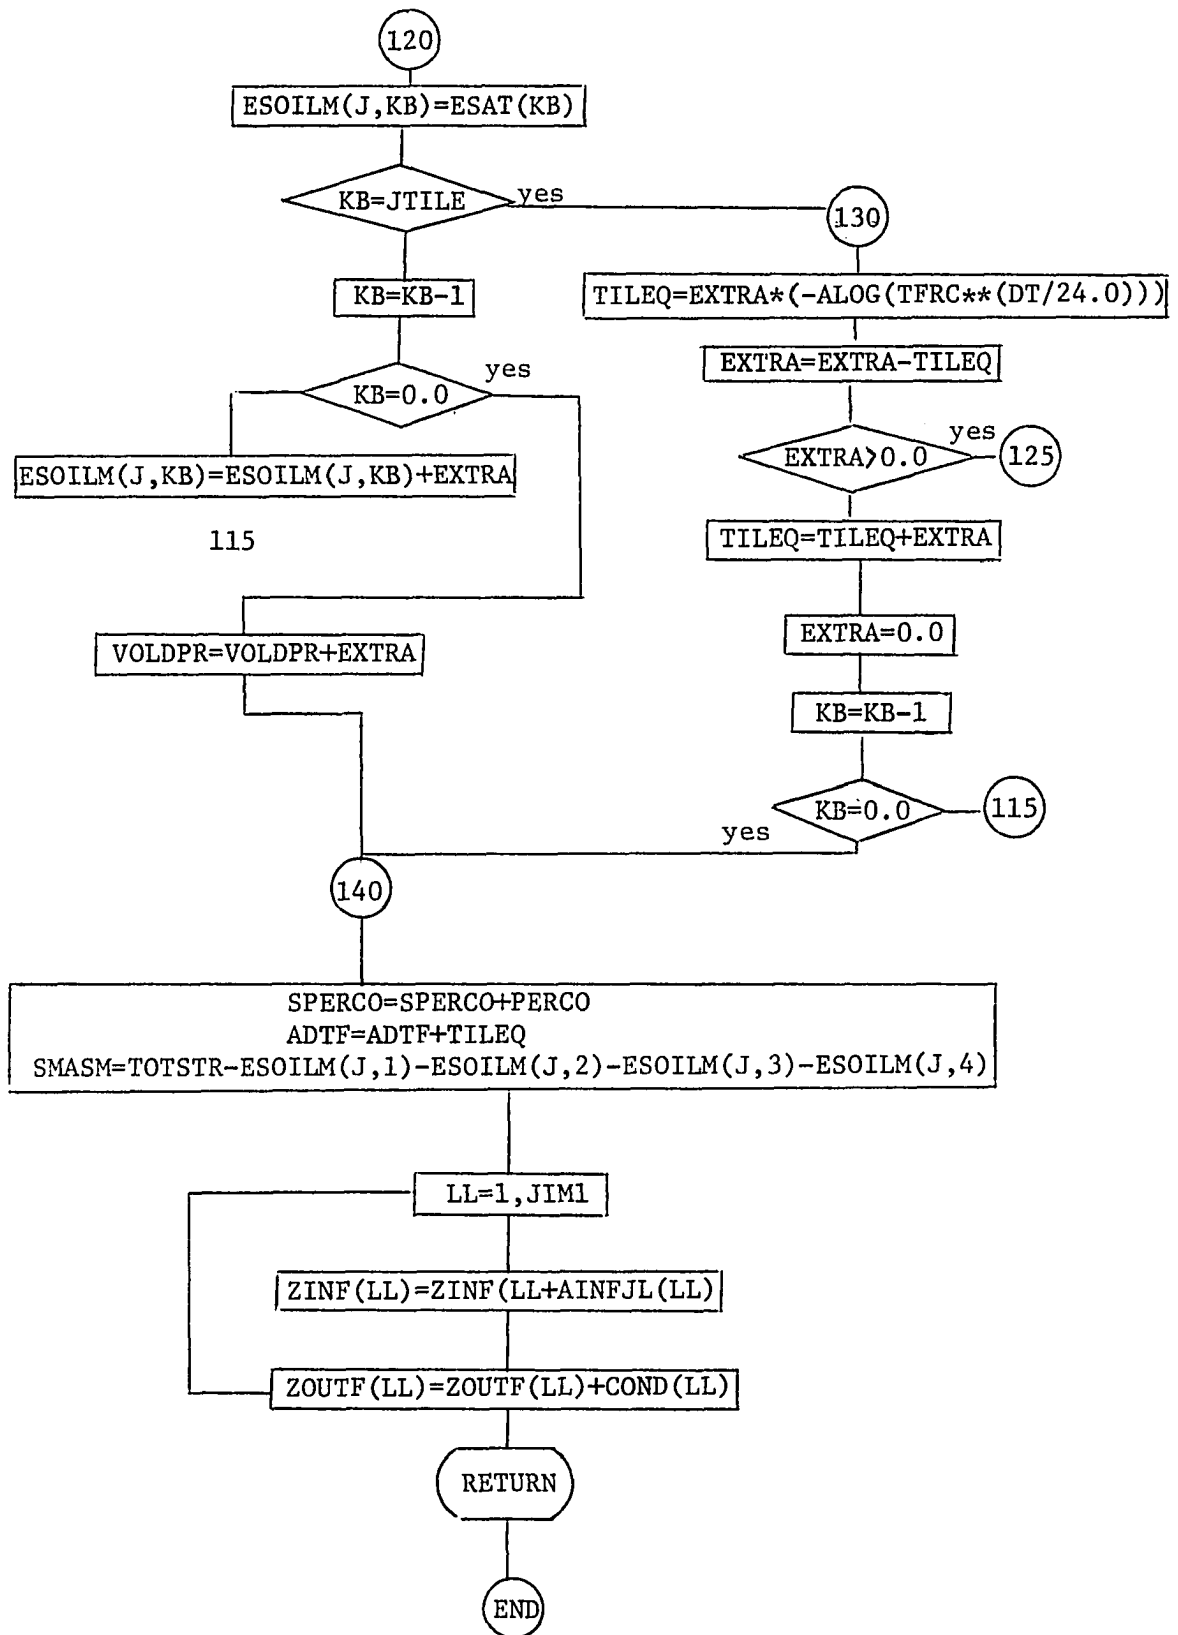 120
ESOILM(J,KB)=ESAT(KB)
KB=JTILE
yes
KB=KB-1
KB=0.0
yes
ESOILM(J,KB)=ESOILM(J,KB)+EXTRA
115
VOLDPR=VOLDPR+EXTRA
130
TILEQ=EXTRA*(-ALOG(TFRC**(DT/24.0)))
EXTRA=EXTRA-TILEQ
EXTRA>0.0
yes
125
TILEQ=TILEQ+EXTRA
EXTRA=0.0
KB=KB-1
KB=0.0
115
yes
140
SPERCO=SPERCO+PERCO
ADTF=ADTF+TILEQ
SMASM=TOTSTR-ESOILM(J,1)-ESOILM(J,2)-ESOILM(J,3)-ESOILM(J,4)
LL=1,JIM1
ZINF(LL)=ZINF(LL+AINFJL(LL)
ZOUTF(LL)=ZOUTF(LL)+COND(LL)
RETURN
END